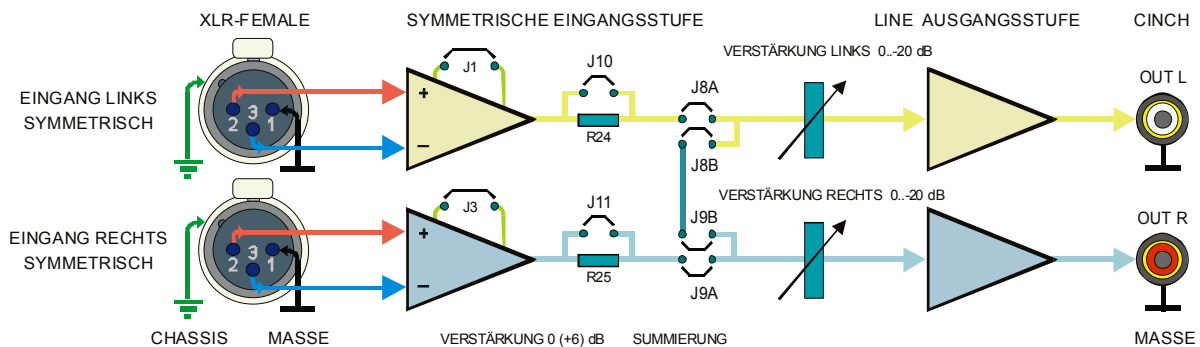 XLR-FEMALE SYMMETRISCHE EINGANGSSTUFE LINE AUSGANGSSTUFE CINCH
VERSTÄRKUNG LINKS 0..-20 dB
J1 J10 J8A OUT L
EINGANG LINKS
SYMMETRISCH
2 3 1
+
−
R24
J8B
VERSTÄRKUNG RECHTS 0..-20 dB
J3 J11 J9B OUT R
EINGANG RECHTS
SYMMETRISCH
2 3 1
+
−
R25
J9A
CHASSIS MASSE VERSTÄRKUNG 0 (+6) dB SUMMIERUNG MASSE